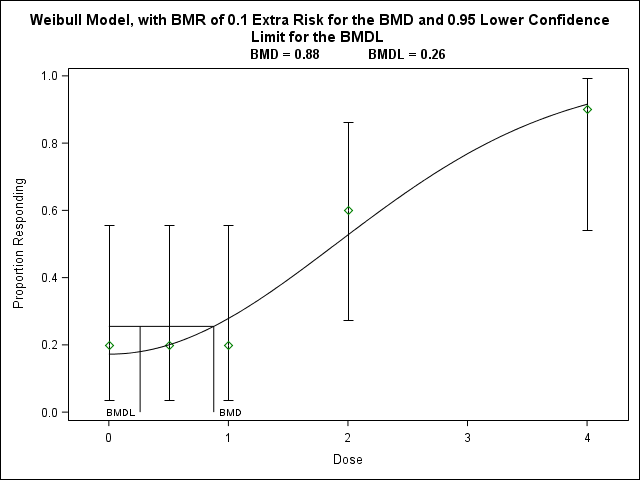 Weibull Model, with BMR of 0.1 Extra Risk for the BMD and 0.95 Lower Confidence
Limit for the BMDL
BMD = 0.88 BMDL = 0.26
1.0
0.8
0.6
0.4
0.2
0.0
Proportion Responding
BMDL BMD
0 1 2 3 4
Dose